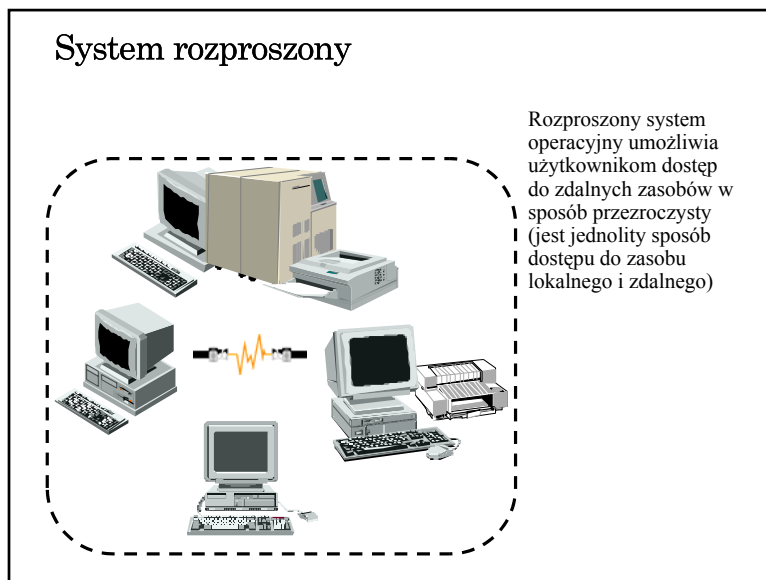 System rozproszony
Rozproszony system
operacyjny umożliwia
użytkownikom dostęp
do zdalnych zasobów w
sposób przezroczysty
(jest jednolity sposób
dostępu do zasobu
lokalnego i zdalnego)